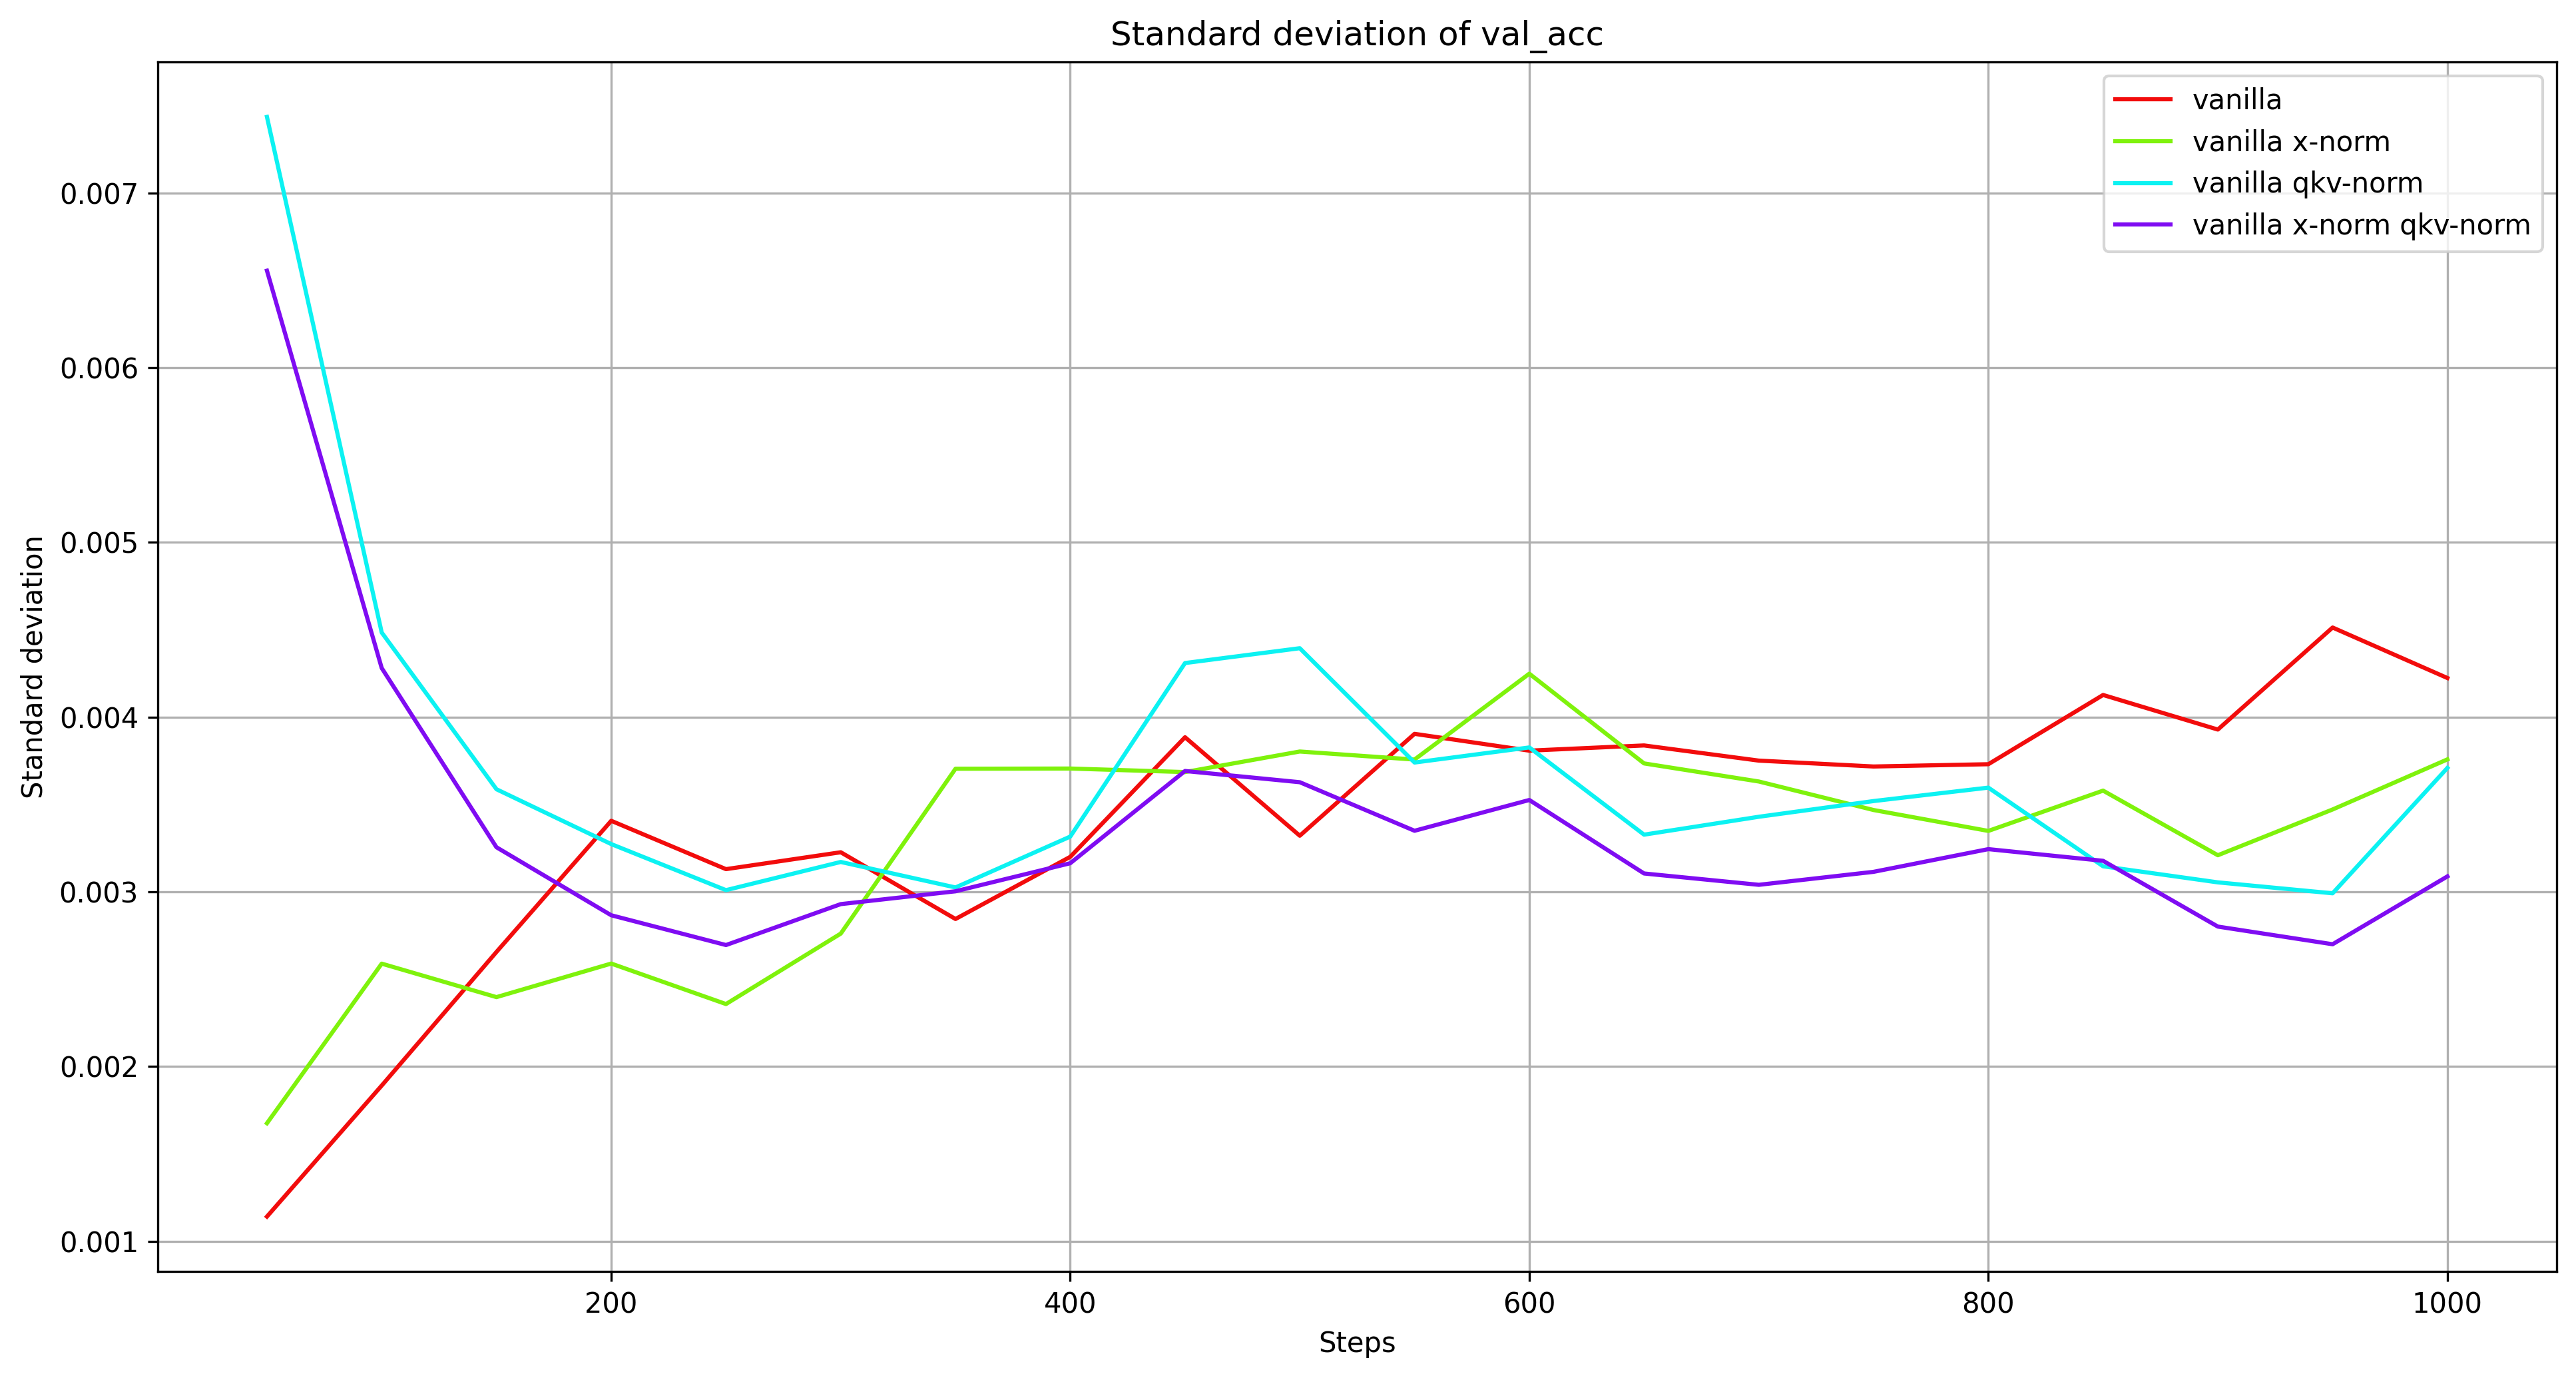 Standard deviation of val_acc
vanilla
vanilla x-norm
vanilla qkv-norm
vanilla x-norm qkv-norm
Standard deviation
0.007
0.006
0.005
0.004
0.003
0.002
0.001
200
400
600
800
1000
Steps